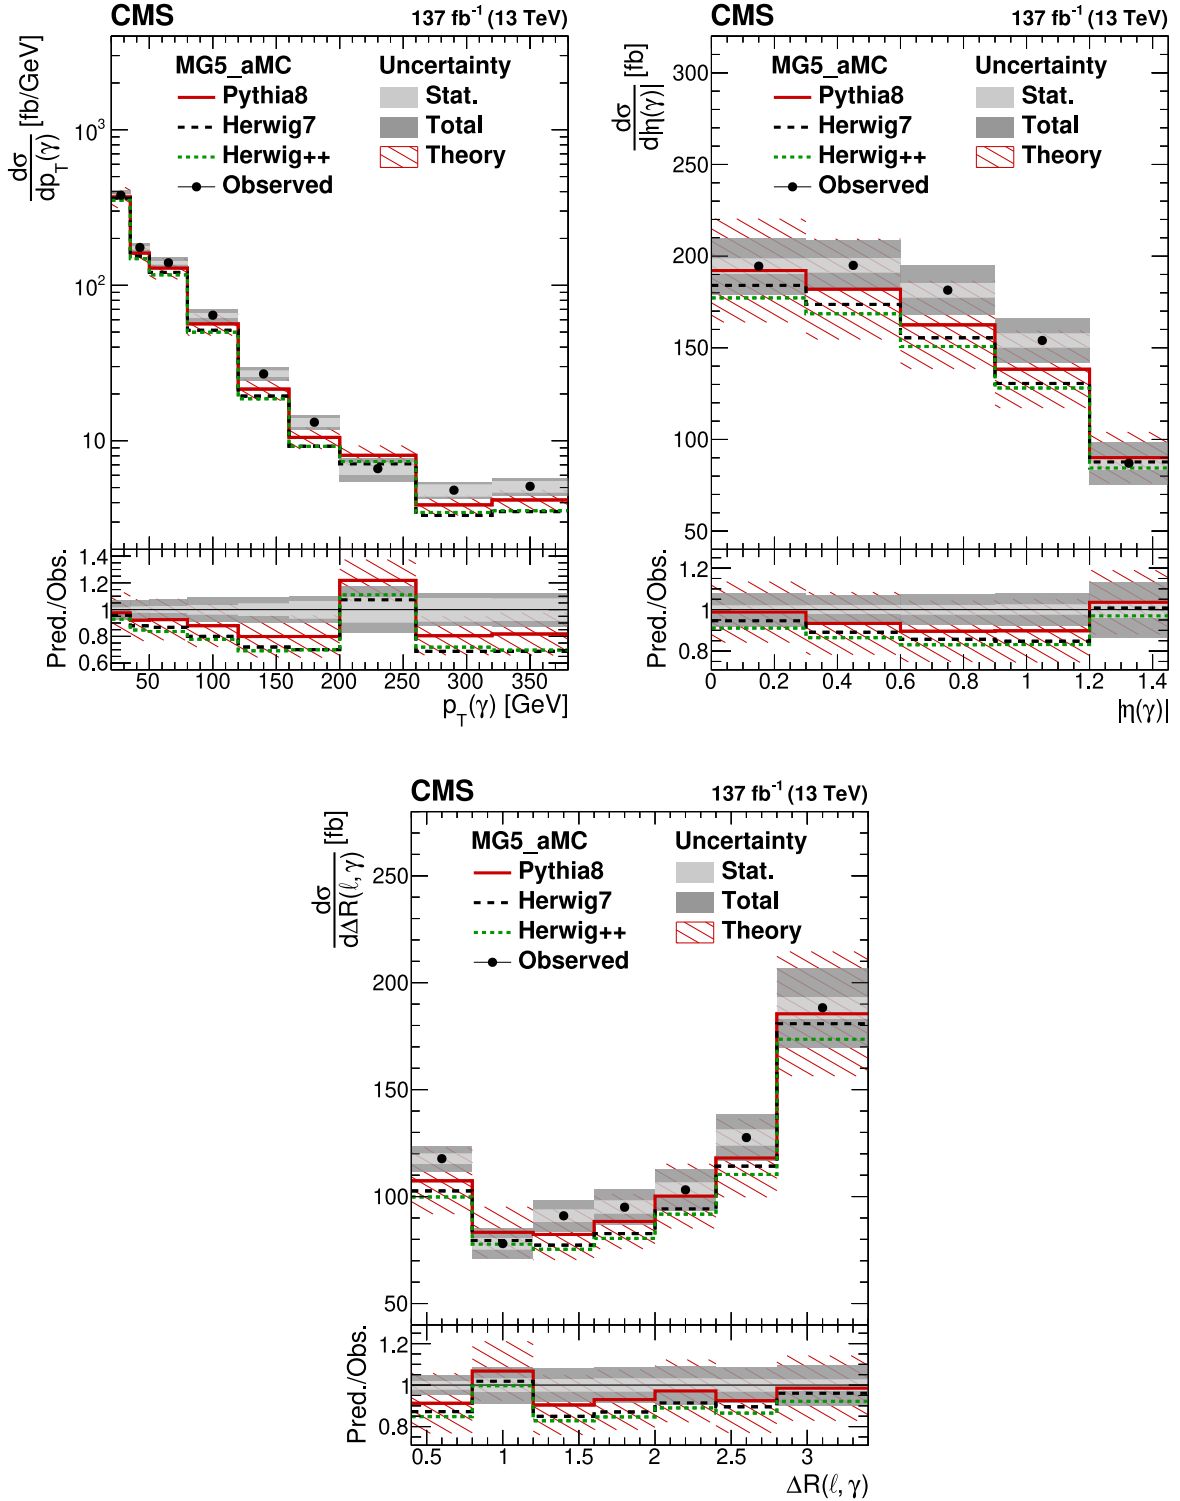 CMS 137 fb⁻¹ (13 TeV)
dσ/dp_T(γ) [fb/GeV]
MG5_aMC Uncertainty
Pythia8 Stat.
Herwig7 Total
Herwig++ Theory
Observed
10³
10²
10
Pred./Obs.
1.4
1.2
1.0
0.8
0.6
50 100 150 200 250 300 350
p_T(γ) [GeV]
CMS 137 fb⁻¹ (13 TeV)
dσ/d|η(γ)| [fb]
MG5_aMC Uncertainty
Pythia8 Stat.
Herwig7 Total
Herwig++ Theory
Observed
300
250
200
150
100
50
Pred./Obs.
1.2
1
0.8
0 0.2 0.4 0.6 0.8 1 1.2 1.4
|η(γ)|
CMS 137 fb⁻¹ (13 TeV)
dσ/dΔR(ℓ, γ) [fb]
MG5_aMC Uncertainty
Pythia8 Stat.
Herwig7 Total
Herwig++ Theory
Observed
250
200
150
100
50
Pred./Obs.
1.2
1
0.8
0.5 1 1.5 2 2.5 3
ΔR(ℓ, γ)